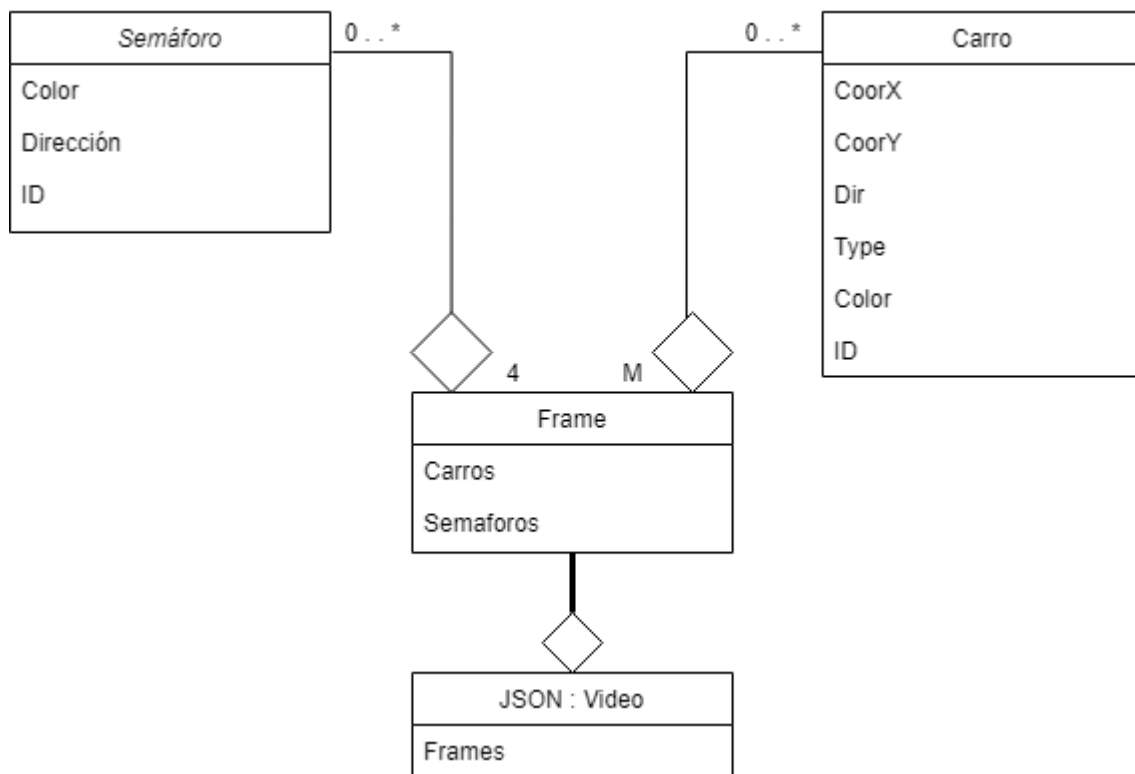 Semáforo
Color
Dirección
ID
0 . . *
0 . . *
Carro
CoorX
CoorY
Dir
Type
Color
ID
4
M
Frame
Carros
Semaforos
JSON : Video
Frames